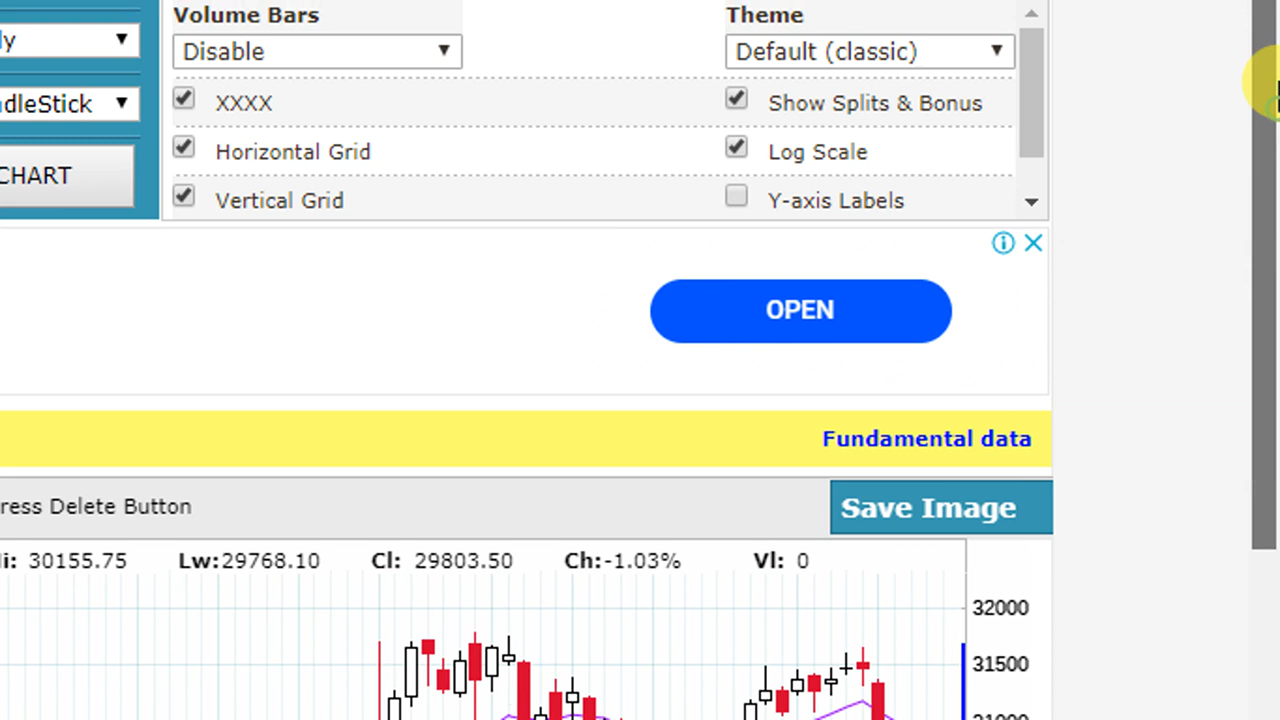 Volume Bars
Theme
ly
Disable
Default (classic)
XXXX
Show Splits & Bonus
dleStick
Horizontal Grid
Log Scale
CHART
Vertical Grid
Y-axis Labels
OPEN
Fundamental data
ress Delete Button
Save Image
Hi: 30155.75 Lw:29768.10 Cl: 29803.50 Ch:-1.03% Vl: 0
32000
31500
31000